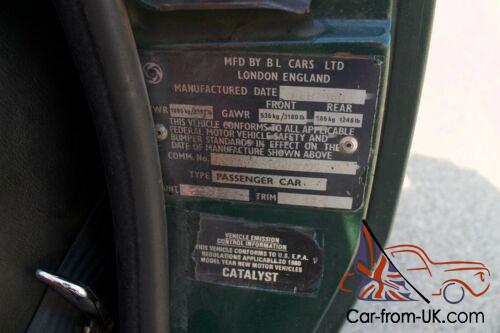 MFD BY B L CARS LTD
LONDON ENGLAND
MANUFACTURED DATE
FRONT REAR
GAWR
THIS VEHICLE CONFORMS TO ALL APPLICABLE
FEDERAL MOTOR VEHICLE SAFETY AND
BUMPER STANDARDS IN EFFECT ON THE
DATE OF MANUFACTURE SHOWN ABOVE
COMM. No.
TYPE PASSENGER CAR
TRIM
VEHICLE EMISSION
CONTROL INFORMATION
THIS VEHICLE CONFORMS TO U.S. E.P.A.
REGULATIONS APPLICABLE TO 1980
MODEL YEAR NEW MOTOR VEHICLES
CATALYST
Car-from-UK.com